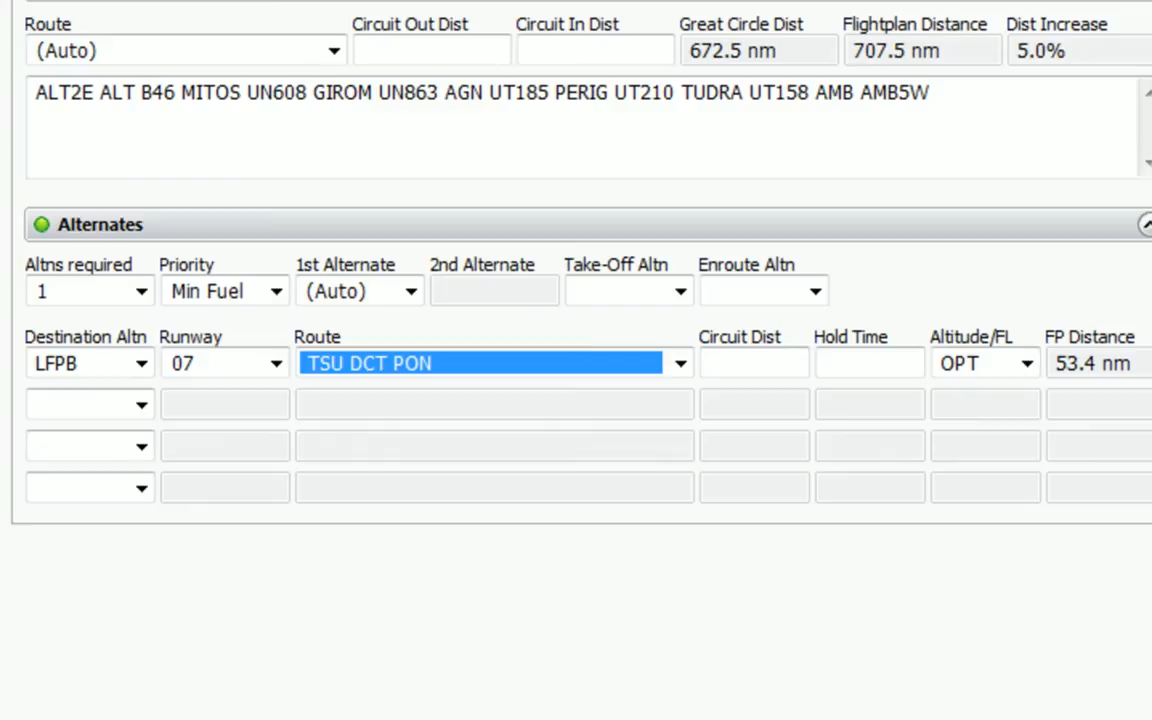 Route Circuit Out Dist Circuit In Dist Great Circle Dist Flightplan Distance Dist Increase
(Auto) 672.5 nm 707.5 nm 5.0%
ALT2E ALT B46 MITOS UN608 GIROM UN863 AGN UT185 PERIG UT210 TUDRA UT158 AMB AMB5W
Alternates
Altns required Priority 1st Alternate 2nd Alternate Take-Off Altn Enroute Altn
1 Min Fuel (Auto)
Destination Altn Runway Route Circuit Dist Hold Time Altitude/FL FP Distance
LFPB 07 TSU DCT PON OPT 53.4 nm